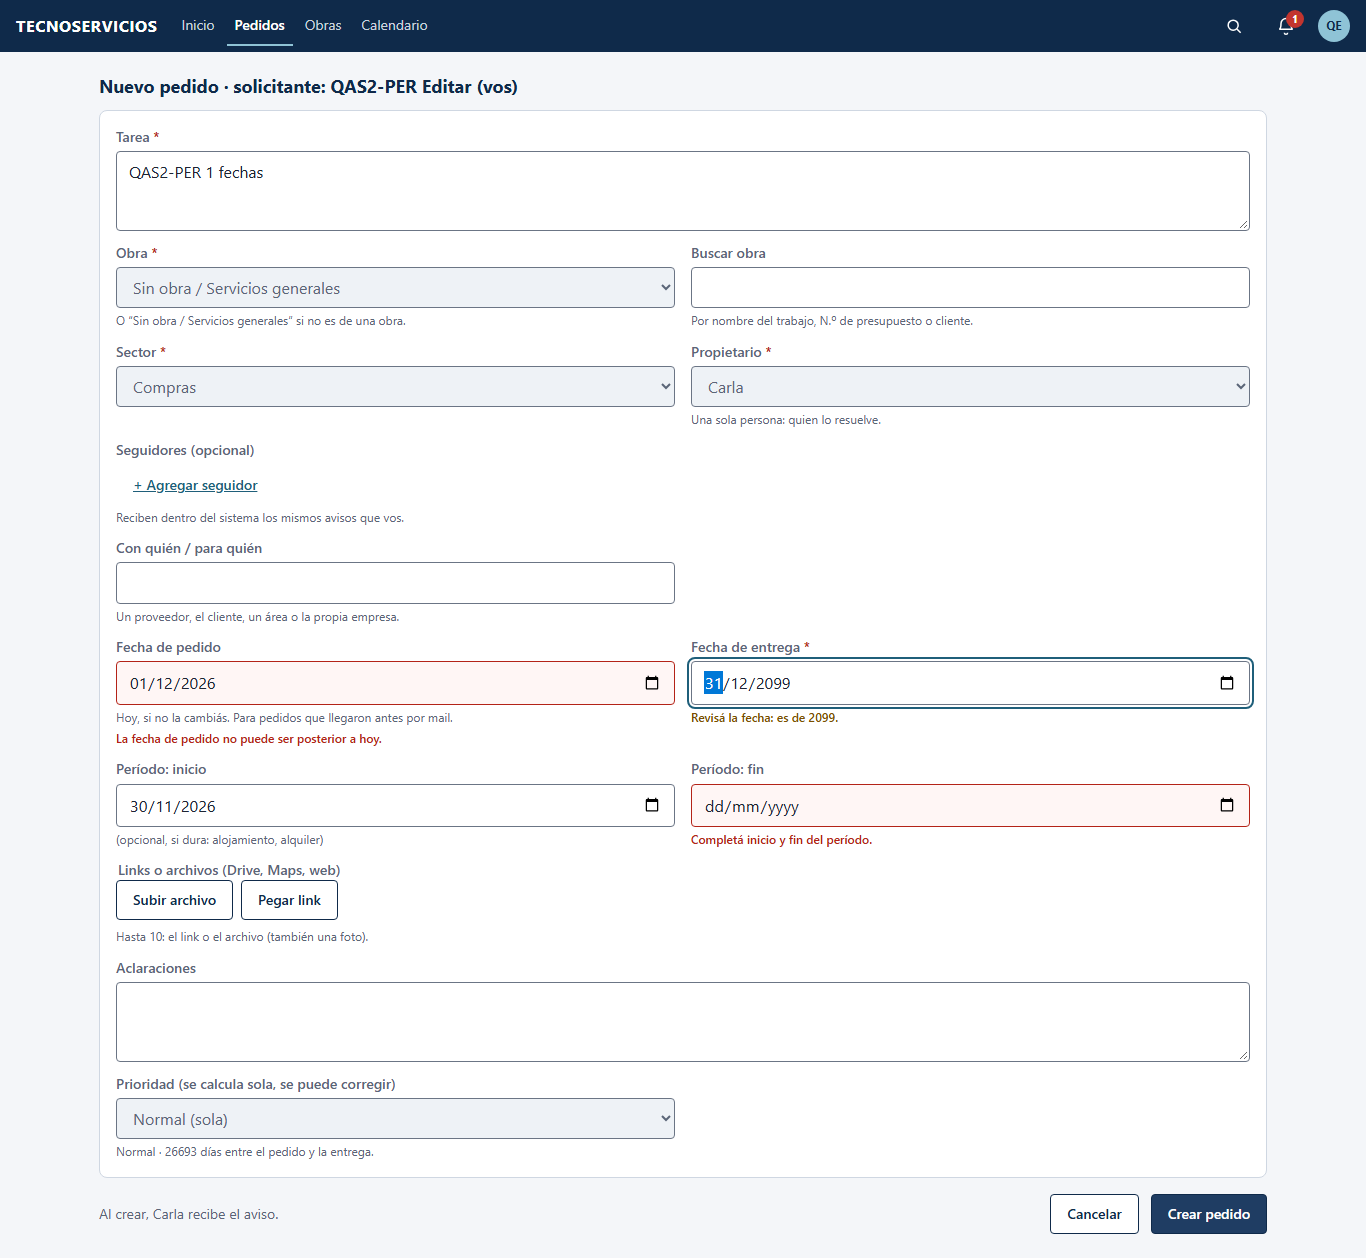 TECNOSERVICIOS Inicio Pedidos Obras Calendario 1 QE
Nuevo pedido · solicitante: QAS2-PER Editar (vos)
Tarea *
QAS2-PER 1 fechas
Obra * Buscar obra
Sin obra / Servicios generales
O "Sin obra / Servicios generales" si no es de una obra. Por nombre del trabajo, N.º de presupuesto o cliente.
Sector * Propietario *
Compras Carla
Una sola persona: quien lo resuelve.
Seguidores (opcional)
+ Agregar seguidor
Reciben dentro del sistema los mismos avisos que vos.
Con quién / para quién
Un proveedor, el cliente, un área o la propia empresa.
Fecha de pedido Fecha de entrega *
01/12/2026 31/12/2099
Hoy, si no la cambiás. Para pedidos que llegaron antes por mail. Revisá la fecha: es de 2099.
La fecha de pedido no puede ser posterior a hoy.
Período: inicio Período: fin
30/11/2026 dd/mm/yyyy
(opcional, si dura: alojamiento, alquiler) Completá inicio y fin del período.
Links o archivos (Drive, Maps, web)
Subir archivo Pegar link
Hasta 10: el link o el archivo (también una foto).
Aclaraciones
Prioridad (se calcula sola, se puede corregir)
Normal (sola)
Normal · 26693 días entre el pedido y la entrega.
Al crear, Carla recibe el aviso. Cancelar Crear pedido